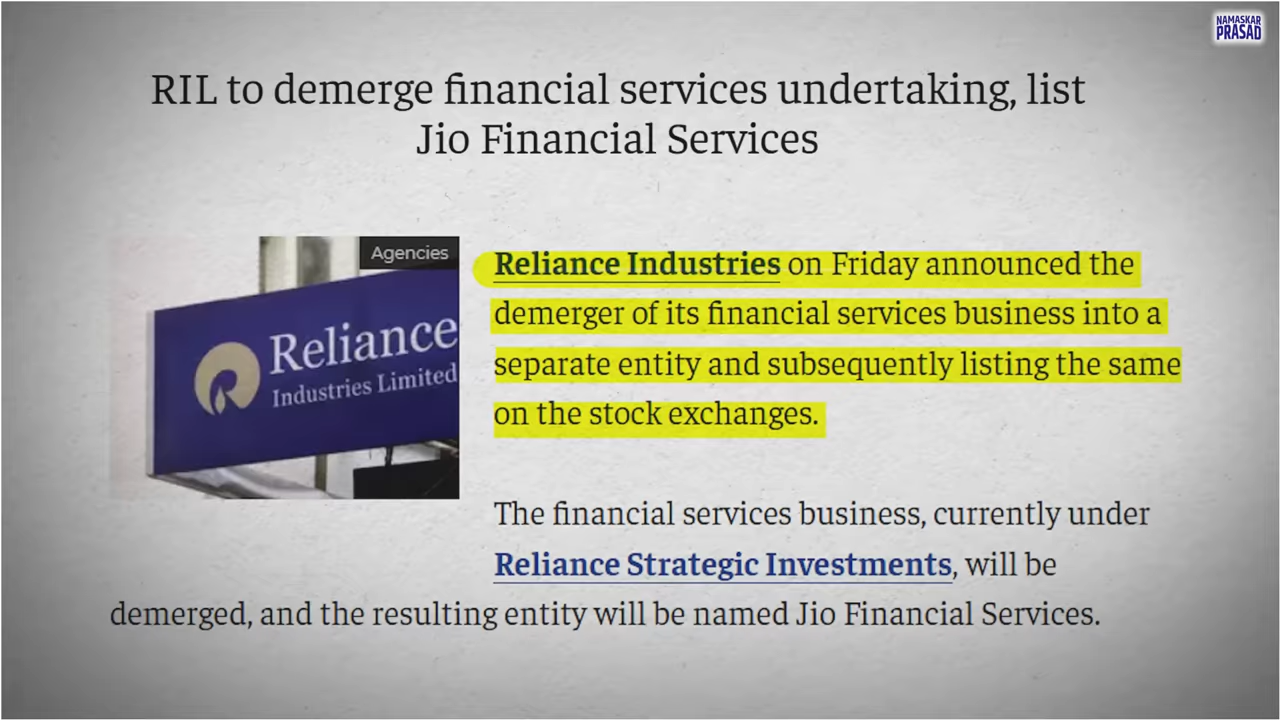 NAMASKAR
PRASAD
RIL to demerge financial services undertaking, list
Jio Financial Services
Agencies
Reliance
Industries Limited
Reliance Industries on Friday announced the
demerger of its financial services business into a
separate entity and subsequently listing the same
on the stock exchanges.
The financial services business, currently under
Reliance Strategic Investments, will be
demerged, and the resulting entity will be named Jio Financial Services.